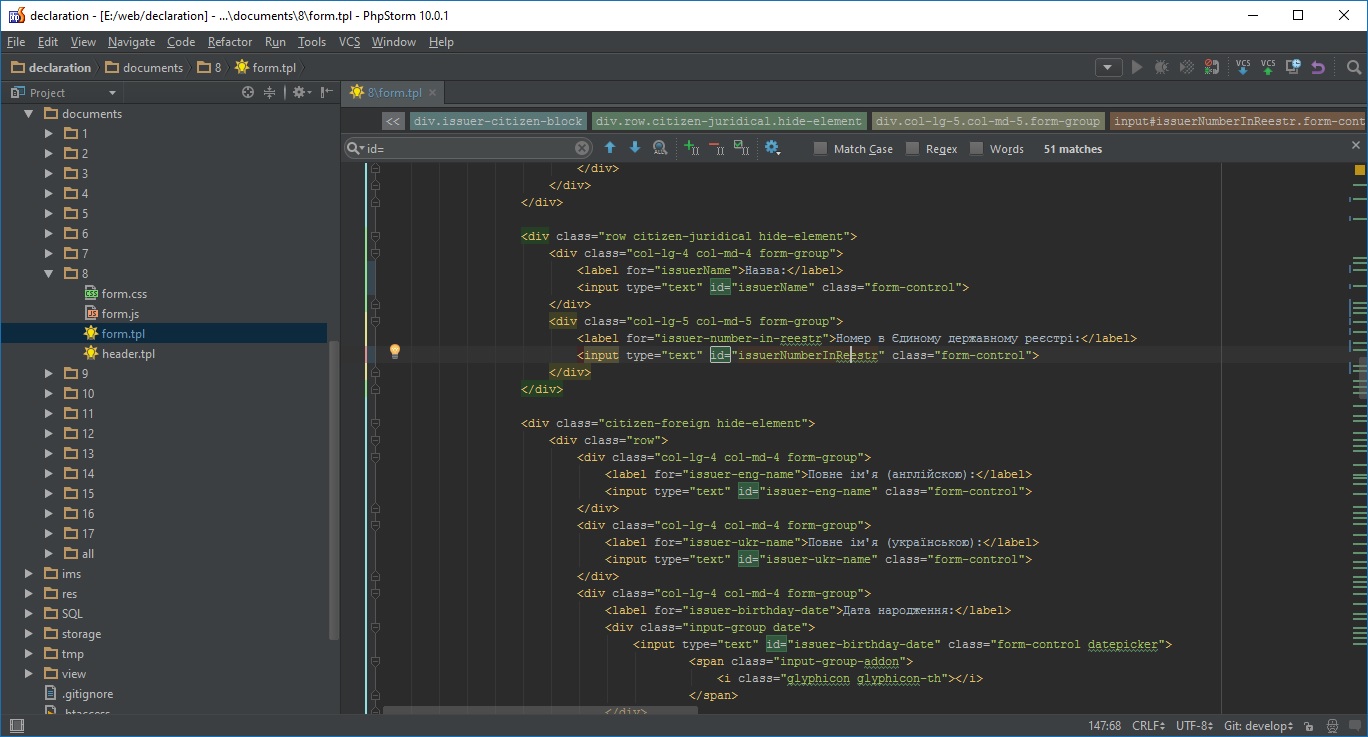 declaration - [E:/web/declaration] - ...\documents\8\form.tpl - PhpStorm 10.0.1
File Edit View Navigate Code Refactor Run Tools VCS Window Help
declaration documents 8 form.tpl
VCS VCS
Project
8\form.tpl
documents
1
2
3
4
5
6
7
8
form.css
form.js
form.tpl
header.tpl
9
10
11
12
13
14
15
16
17
all
ims
res
SQL
storage
tmp
view
.gitignore
.htaccess
<< div.issuer-citizen-block div.row.citizen-juridical.hide-element div.col-lg-5.col-md-5.form-group input#issuerNumberInReestr.form-cont
id= Match Case Regex Words 51 matches
</div>
</div>
</div>
<div class="row citizen-juridical hide-element">
<div class="col-lg-4 col-md-4 form-group">
<label for="issuerName">Назва:</label>
<input type="text" id="issuerName" class="form-control">
</div>
<div class="col-lg-5 col-md-5 form-group">
<label for="issuer-number-in-reestr">Номер в Єдиному державному реєстрі:</label>
<input type="text" id="issuerNumberInReestr" class="form-control">
</div>
</div>
<div class="citizen-foreign hide-element">
<div class="row">
<div class="col-lg-4 col-md-4 form-group">
<label for="issuer-eng-name">Повне ім'я (англійскою):</label>
<input type="text" id="issuer-eng-name" class="form-control">
</div>
<div class="col-lg-4 col-md-4 form-group">
<label for="issuer-ukr-name">Повне ім'я (українською):</label>
<input type="text" id="issuer-ukr-name" class="form-control">
</div>
<div class="col-lg-4 col-md-4 form-group">
<label for="issuer-birthday-date">Дата народження:</label>
<div class="input-group date">
<input type="text" id="issuer-birthday-date" class="form-control datepicker">
<span class="input-group-addon">
<i class="glyphicon glyphicon-th"></i>
</span>
</div>
147:68 CRLF UTF-8 Git: develop